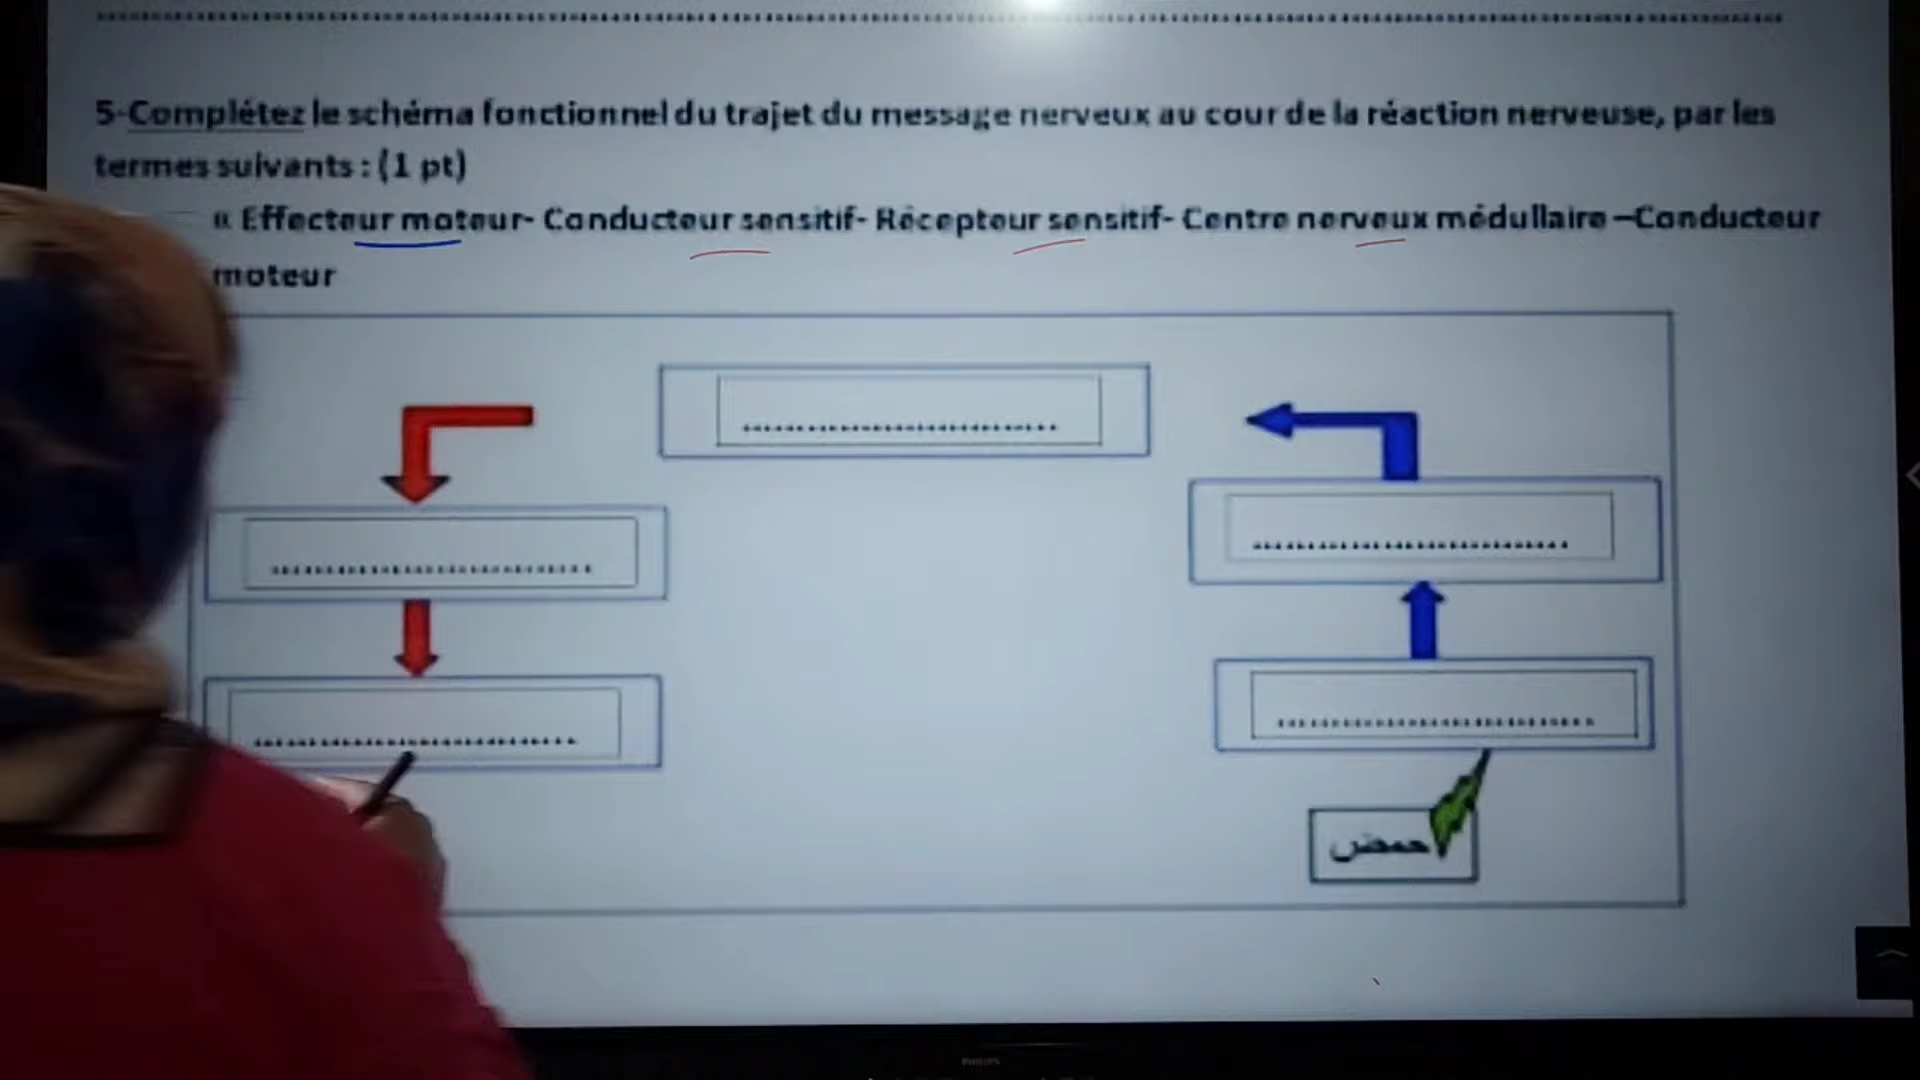 5-Complétez le schéma fonctionnel du trajet du message nerveux au cour de la réaction nerveuse, par les
termes suivants : (1 pt)
« Effecteur moteur- Conducteur sensitif- Récepteur sensitif- Centre nerveux médullaire –Conducteur
moteur
حمض
PHILIPS